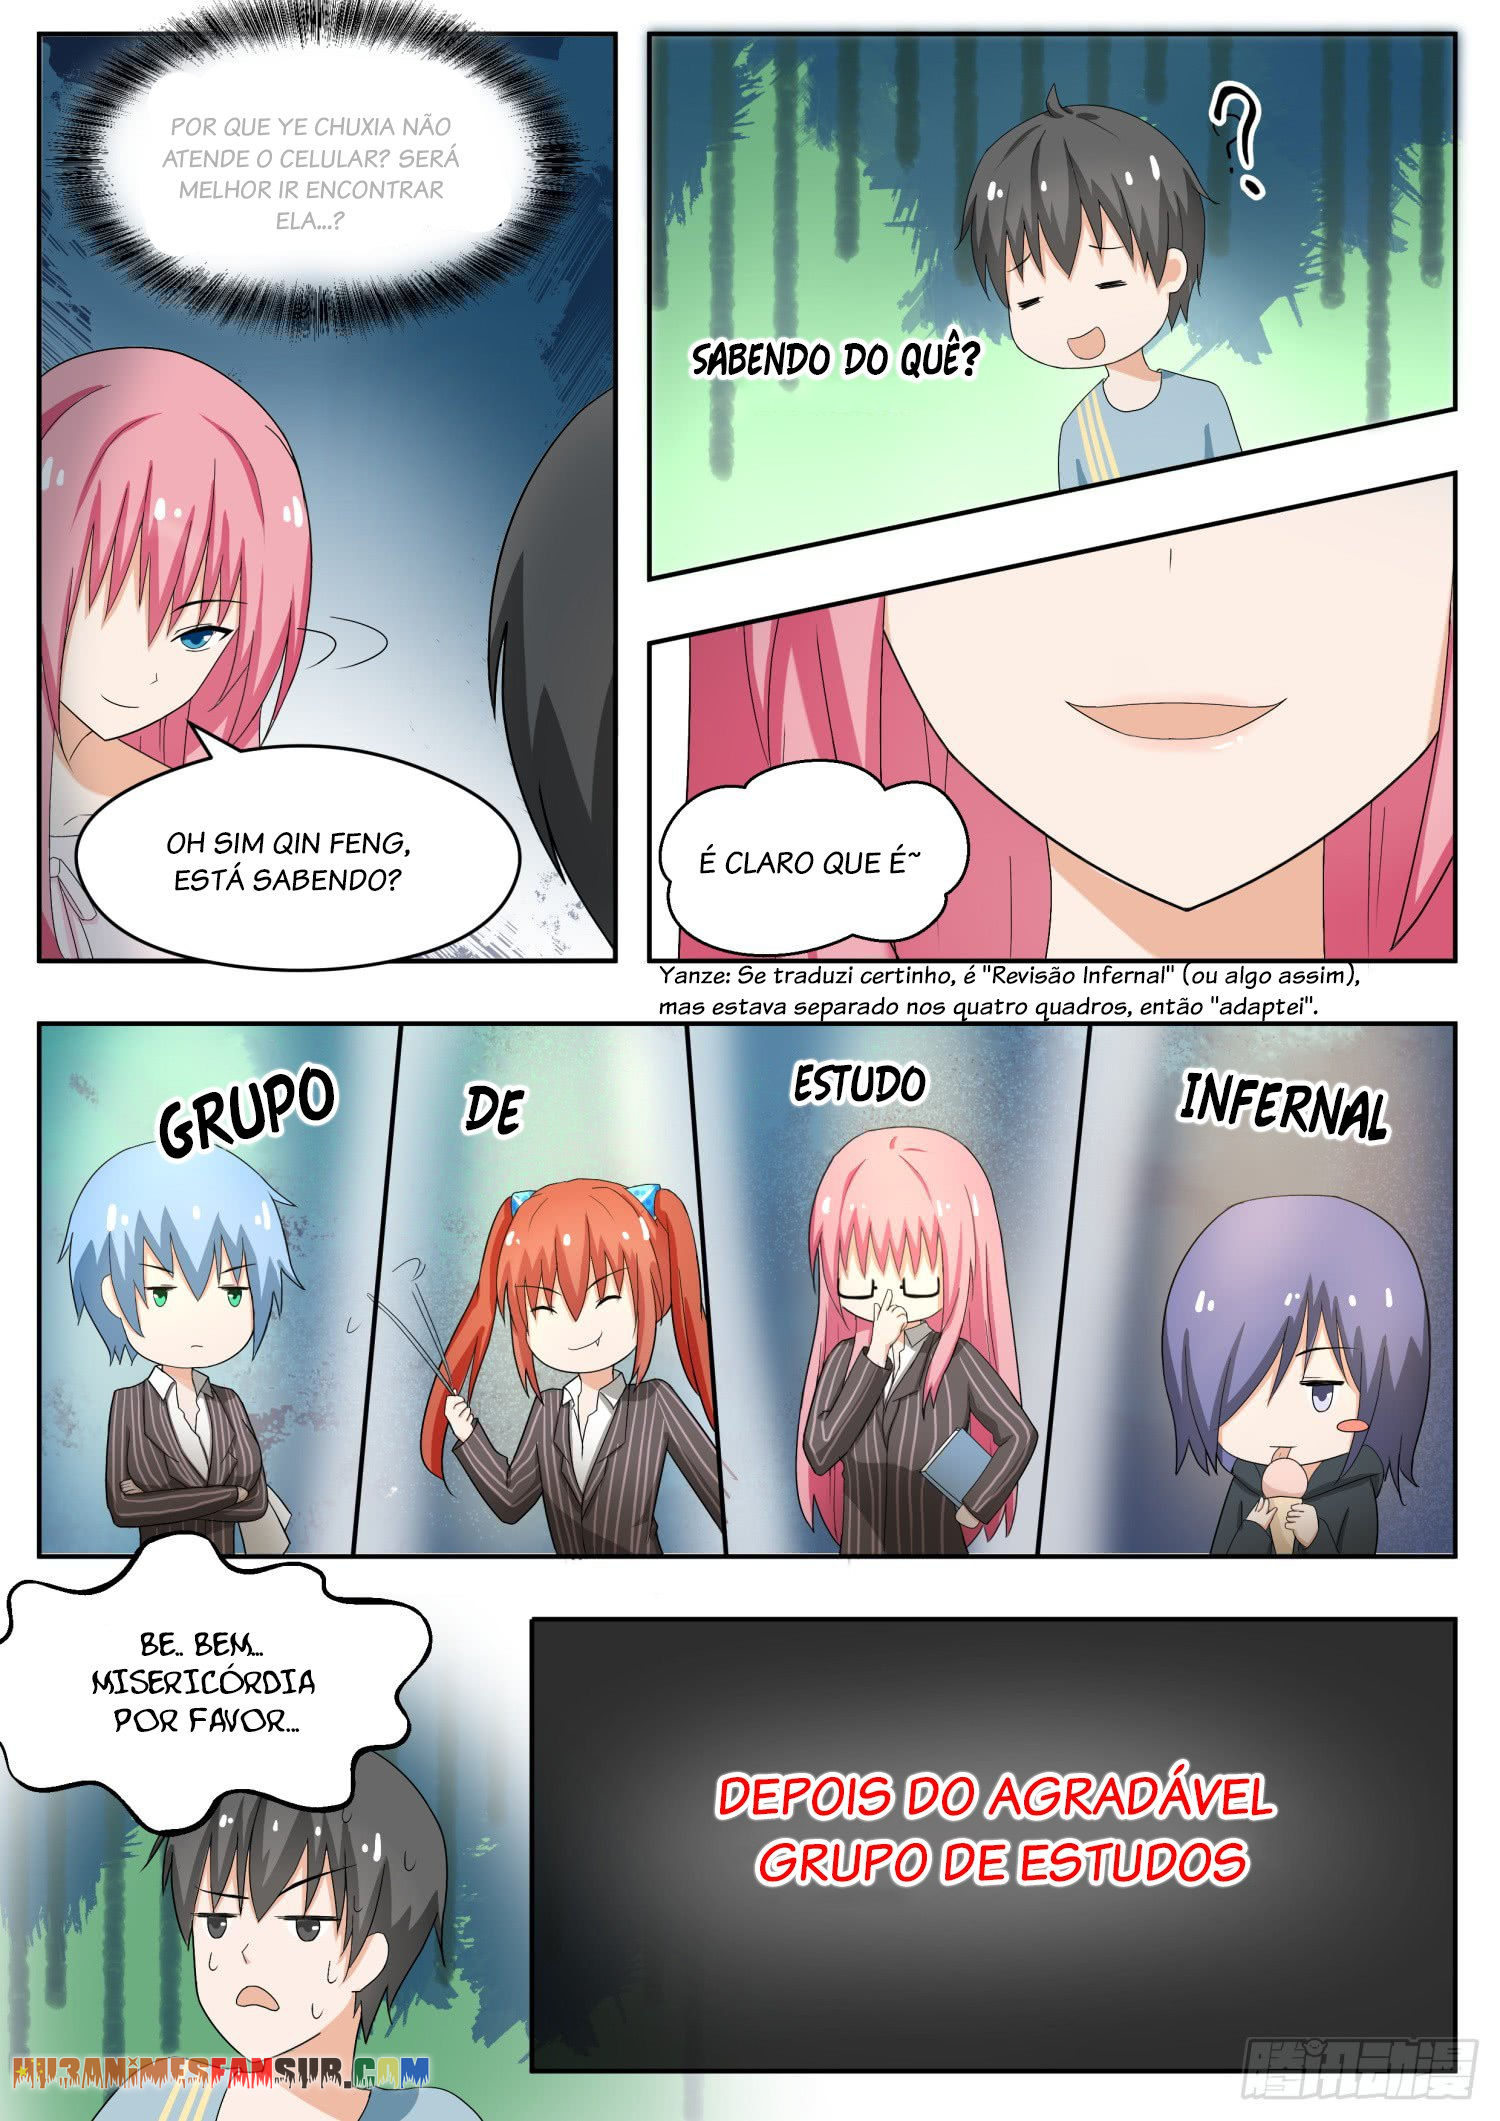 POR QUE YE CHUXIA NÃO
ATENDE O CELULAR? SERÁ
MELHOR IR ENCONTRAR
ELA...?
?
SABENDO DO QUÊ?
OH SIM QIN FENG,
ESTÁ SABENDO?
É CLARO QUE É~
Yanze: Se traduzi certinho, é "Revisão Infernal" (ou algo assim),
mas estava separado nos quatro quadros, então "adaptei".
GRUPO
DE
ESTUDO
INFERNAL
BE.. BEM...
MISERICÓRDIA
POR FAVOR...
DEPOIS DO AGRADÁVEL
GRUPO DE ESTUDOS
HU3ANIMESFANSUB.COM
腾讯动漫